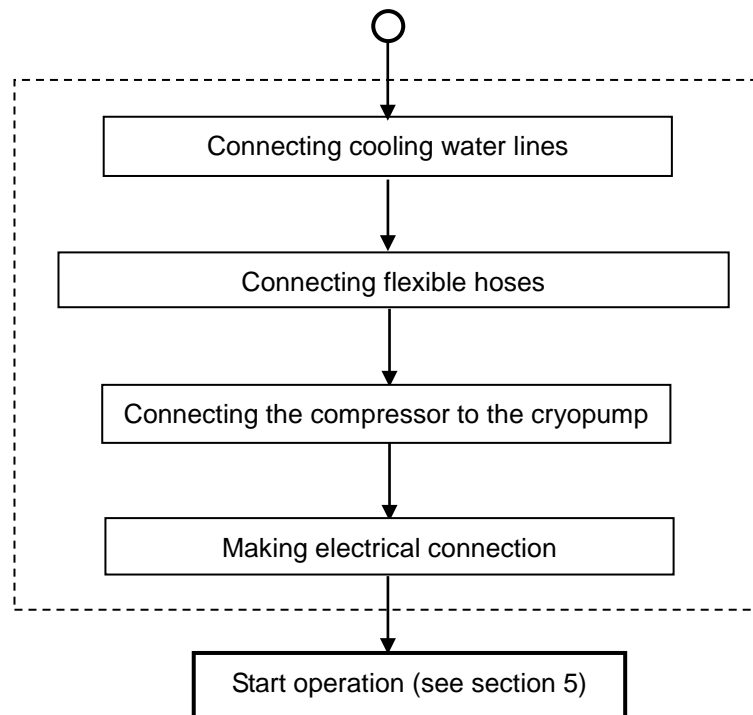 Connecting cooling water lines
Connecting flexible hoses
Connecting the compressor to the cryopump
Making electrical connection
Start operation (see section 5)